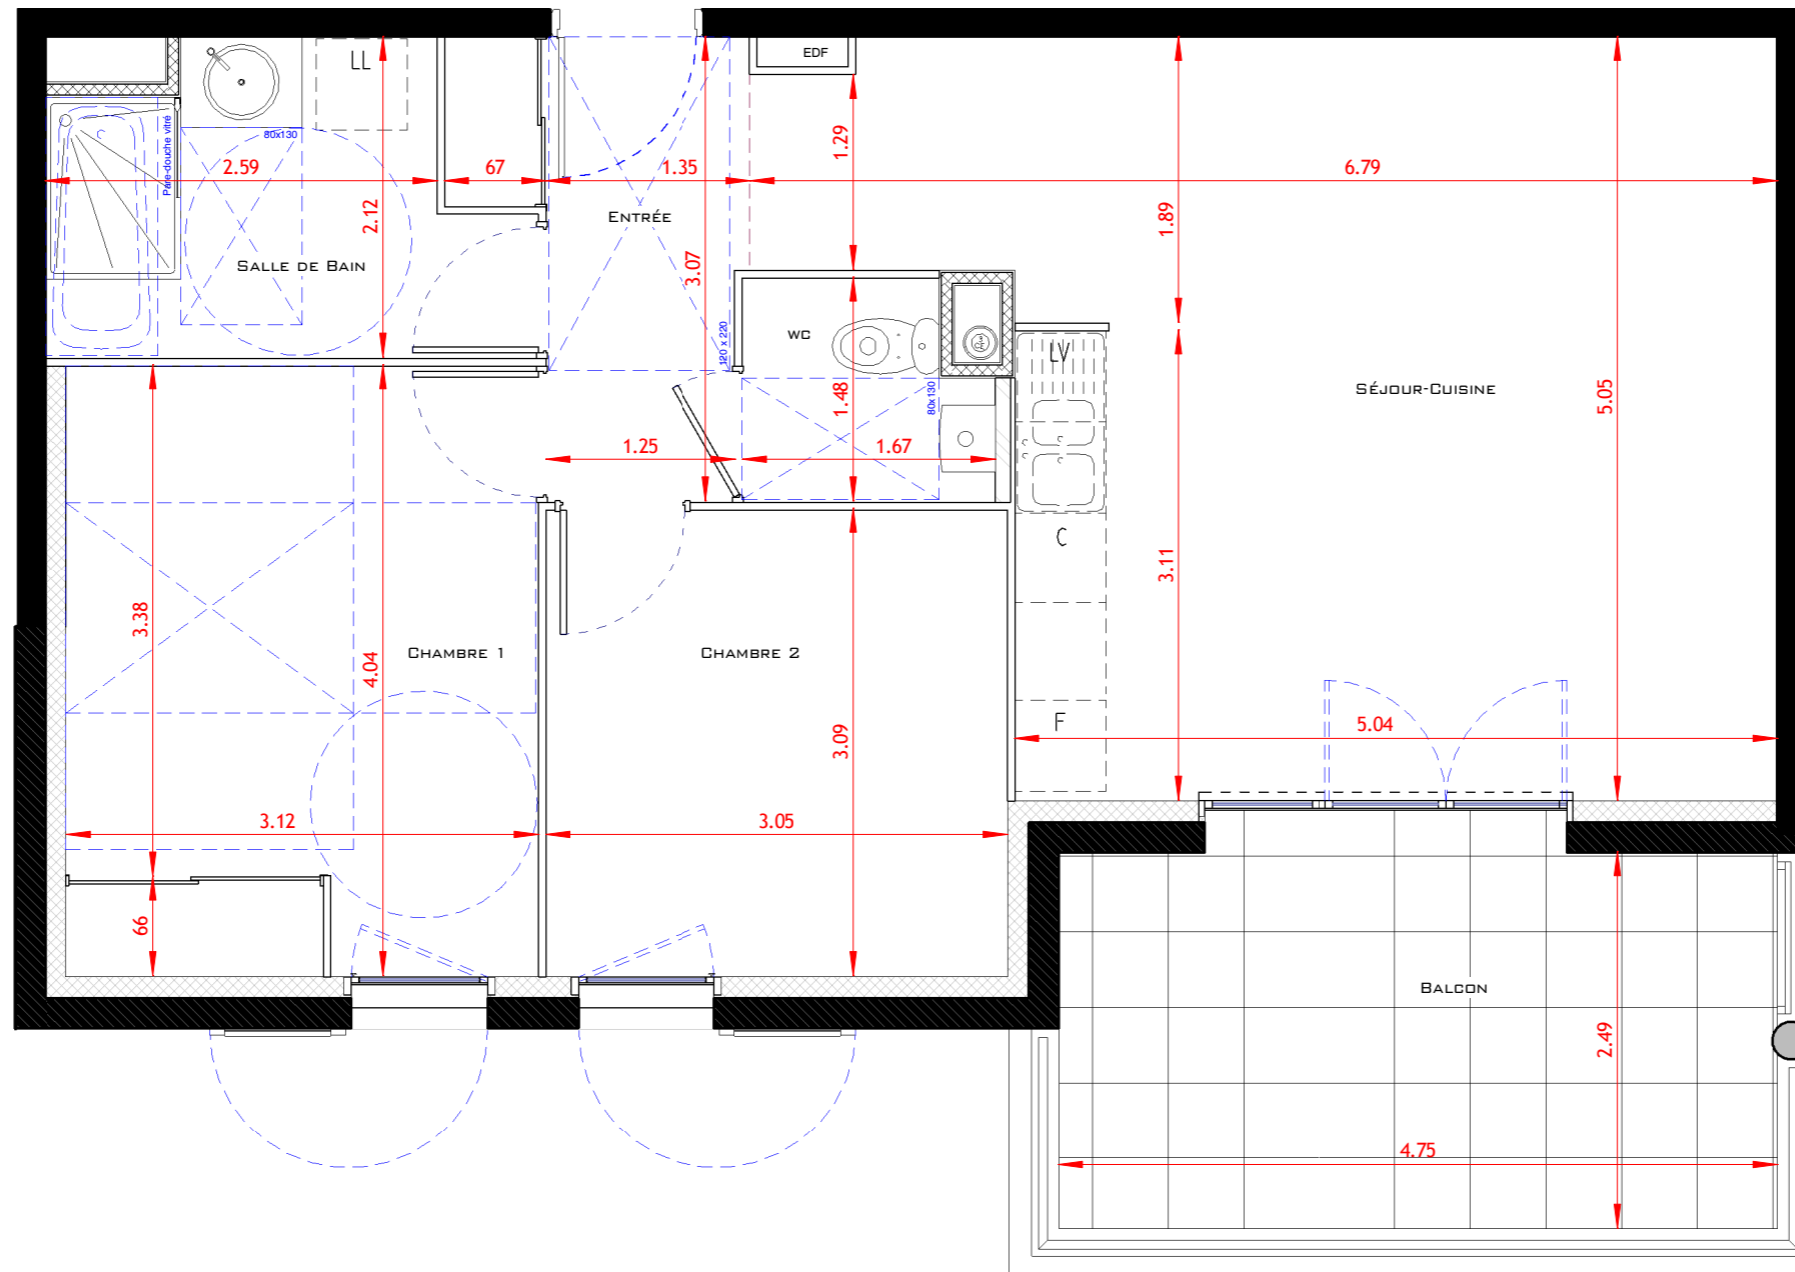 EDF
LL
80x130
Pare-douche vitré
2.59
67
1.35
1.29
6.79
2.12
ENTRÉE
1.89
SALLE DE BAIN
3.07
WC
120 x 220
LV
80x130
1.48
SÉJOUR-CUISINE
5.05
1.25
1.67
C
3.11
3.38
CHAMBRE 1
4.04
CHAMBRE 2
3.09
F
5.04
3.12
3.05
66
BALCON
2.49
4.75